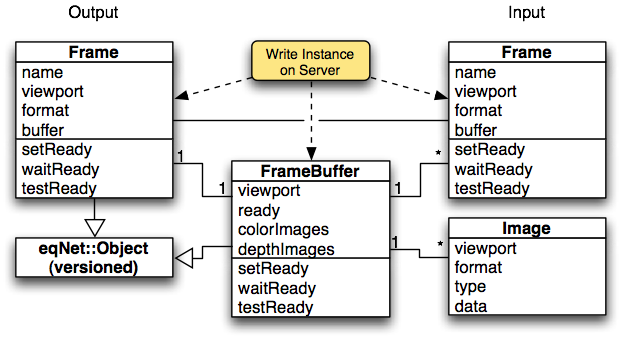 Output
Input
Frame
name
viewport
format
buffer
setReady
waitReady
testReady
Write Instance
on Server
Frame
name
viewport
format
buffer
setReady
waitReady
testReady
1
1
*
1
FrameBuffer
viewport
ready
colorImages
depthImages
setReady
waitReady
testReady
1
*
eqNet::Object
(versioned)
Image
viewport
format
type
data